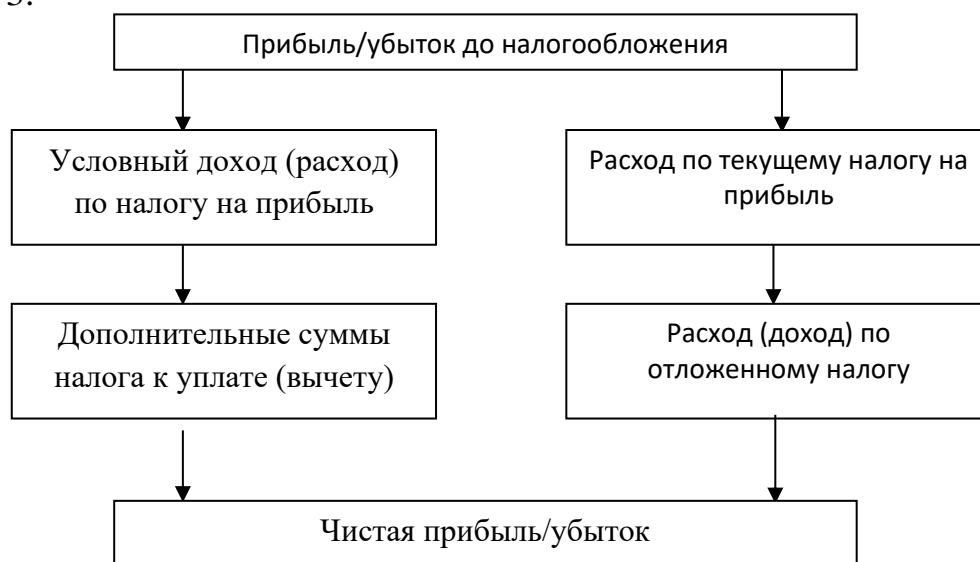 Прибыль/убыток до налогообложения
Условный доход (расход)
по налогу на прибыль
Расход по текущему налогу на
прибыль
Дополнительные суммы
налога к уплате (вычету)
Расход (доход) по
отложенному налогу
Чистая прибыль/убыток